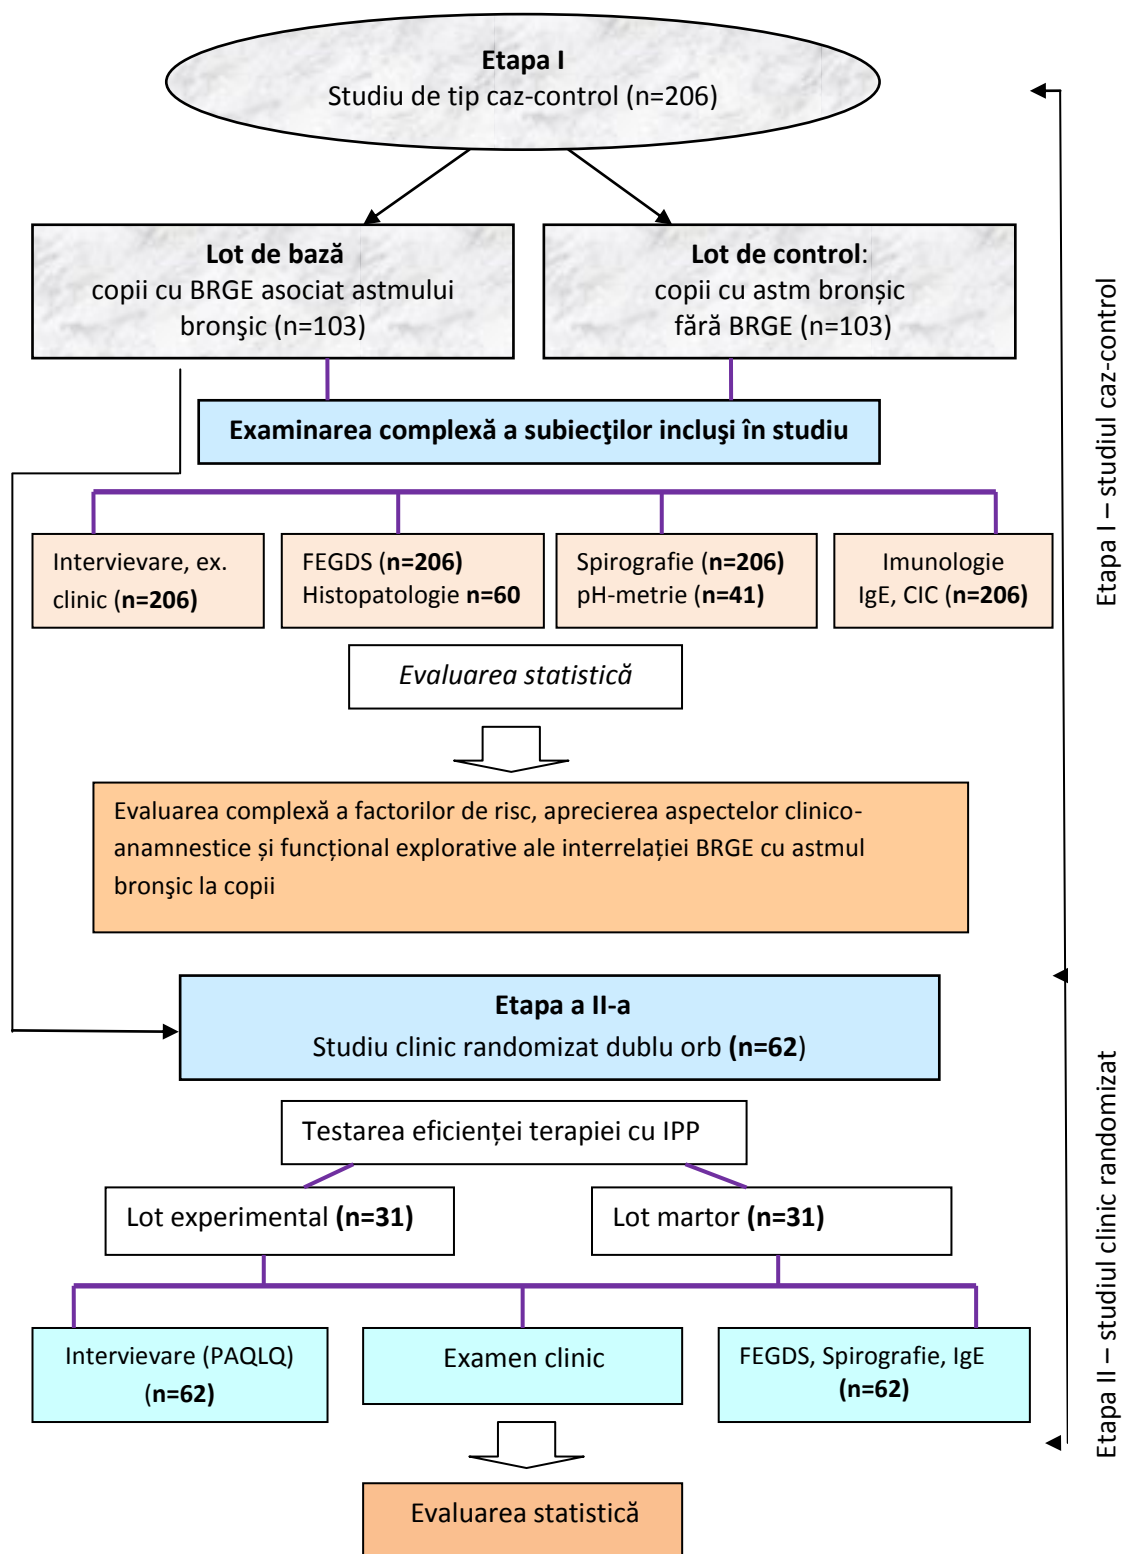 Etapa I
Studiu de tip caz-control (n=206)
Lot de bază
copii cu BRGE asociat astmului
bronşic (n=103)
Lot de control:
copii cu astm bronșic
fără BRGE (n=103)
Examinarea complexă a subiecţilor incluşi în studiu
Intervievare, ex.
clinic (n=206)
FEGDS (n=206)
Histopatologie n=60
Spirografie (n=206)
pH-metrie (n=41)
Imunologie
IgE, CIC (n=206)
Evaluarea statistică
Evaluarea complexă a factorilor de risc, aprecierea aspectelor clinico-
anamnestice și funcțional explorative ale interrelației BRGE cu astmul
bronşic la copii
Etapa I – studiul caz-control
Etapa a II-a
Studiu clinic randomizat dublu orb (n=62)
Testarea eficienței terapiei cu IPP
Lot experimental (n=31)
Lot martor (n=31)
Intervievare (PAQLQ)
(n=62)
Examen clinic
FEGDS, Spirografie, IgE
(n=62)
Evaluarea statistică
Etapa II – studiul clinic randomizat